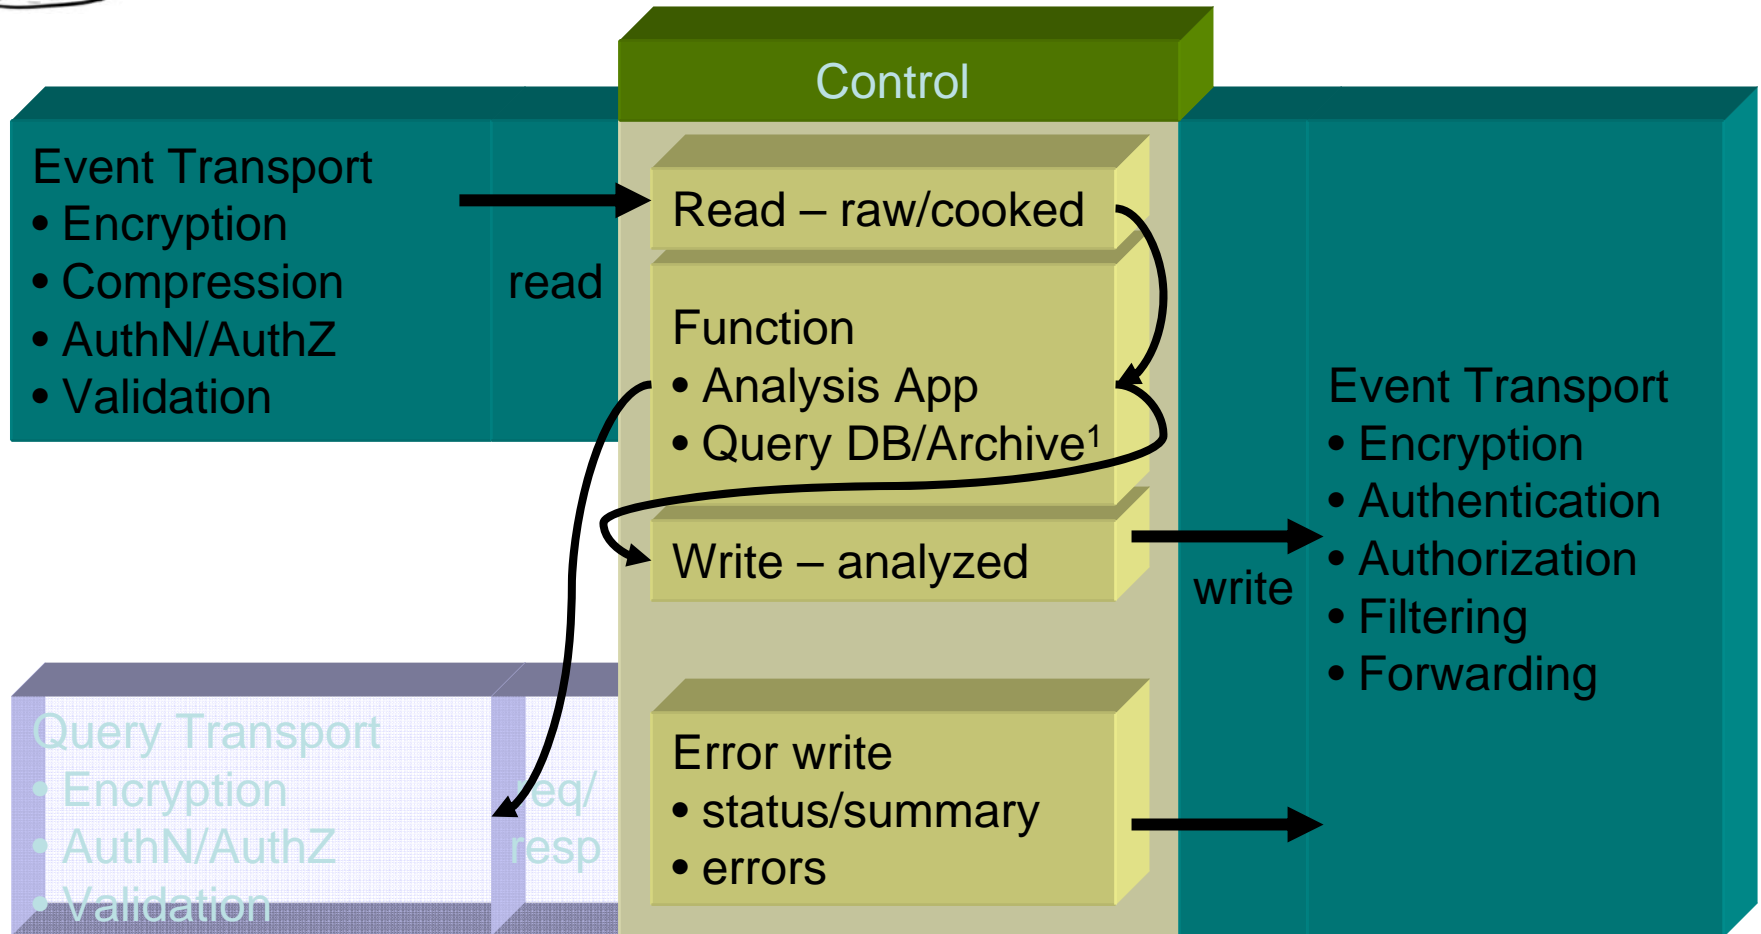 Control
Event Transport
• Encryption
• Compression
• AuthN/AuthZ
• Validation
read
Read – raw/cooked
Function
• Analysis App
• Query DB/Archive¹
Write – analyzed
write
Event Transport
• Encryption
• Authentication
• Authorization
• Filtering
• Forwarding
Query Transport
• Encryption
• AuthN/AuthZ
• Validation
req/
resp
Error write
• status/summary
• errors